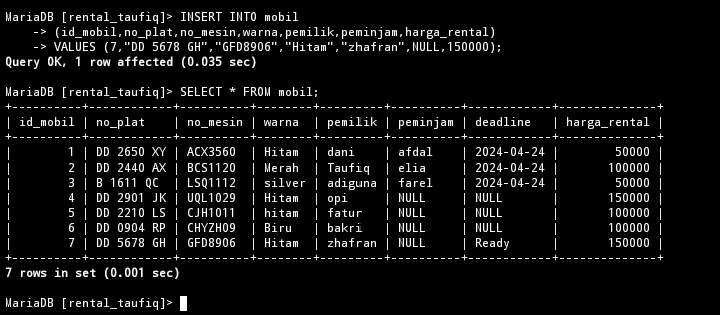 MariaDB [rental_taufiq]> INSERT INTO mobil
    -> (id_mobil,no_plat,no_mesin,warna,pemilik,peminjam,harga_rental)
    -> VALUES (7,"DD 5678 GH","GFD8906","Hitam","zhafran",NULL,150000);
Query OK, 1 row affected (0.035 sec)

MariaDB [rental_taufiq]> SELECT * FROM mobil;
+----------+------------+----------+--------+---------+----------+------------+--------------+
| id_mobil | no_plat    | no_mesin | warna  | pemilik | peminjam | deadline   | harga_rental |
+----------+------------+----------+--------+---------+----------+------------+--------------+
|        1 | DD 2650 XY | ACX3560  | Hitam  | dani    | afdal    | 2024-04-24 |        50000 |
|        2 | DD 2440 AX | BCS1120  | Merah  | Taufiq  | elia     | 2024-04-24 |       100000 |
|        3 | B 1611 QC  | LSQ1112  | silver | adiguna | farel    | 2024-04-24 |        50000 |
|        4 | DD 2901 JK | UQL1029  | Hitam  | opi     | NULL     | NULL       |       150000 |
|        5 | DD 2210 LS | CJH1011  | hitam  | fatur   | NULL     | NULL       |       100000 |
|        6 | DD 0904 RP | CHYZH09  | Biru   | bakri   | NULL     | NULL       |       100000 |
|        7 | DD 5678 GH | GFD8906  | Hitam  | zhafran | NULL     | Ready      |       150000 |
+----------+------------+----------+--------+---------+----------+------------+--------------+
7 rows in set (0.001 sec)

MariaDB [rental_taufiq]>